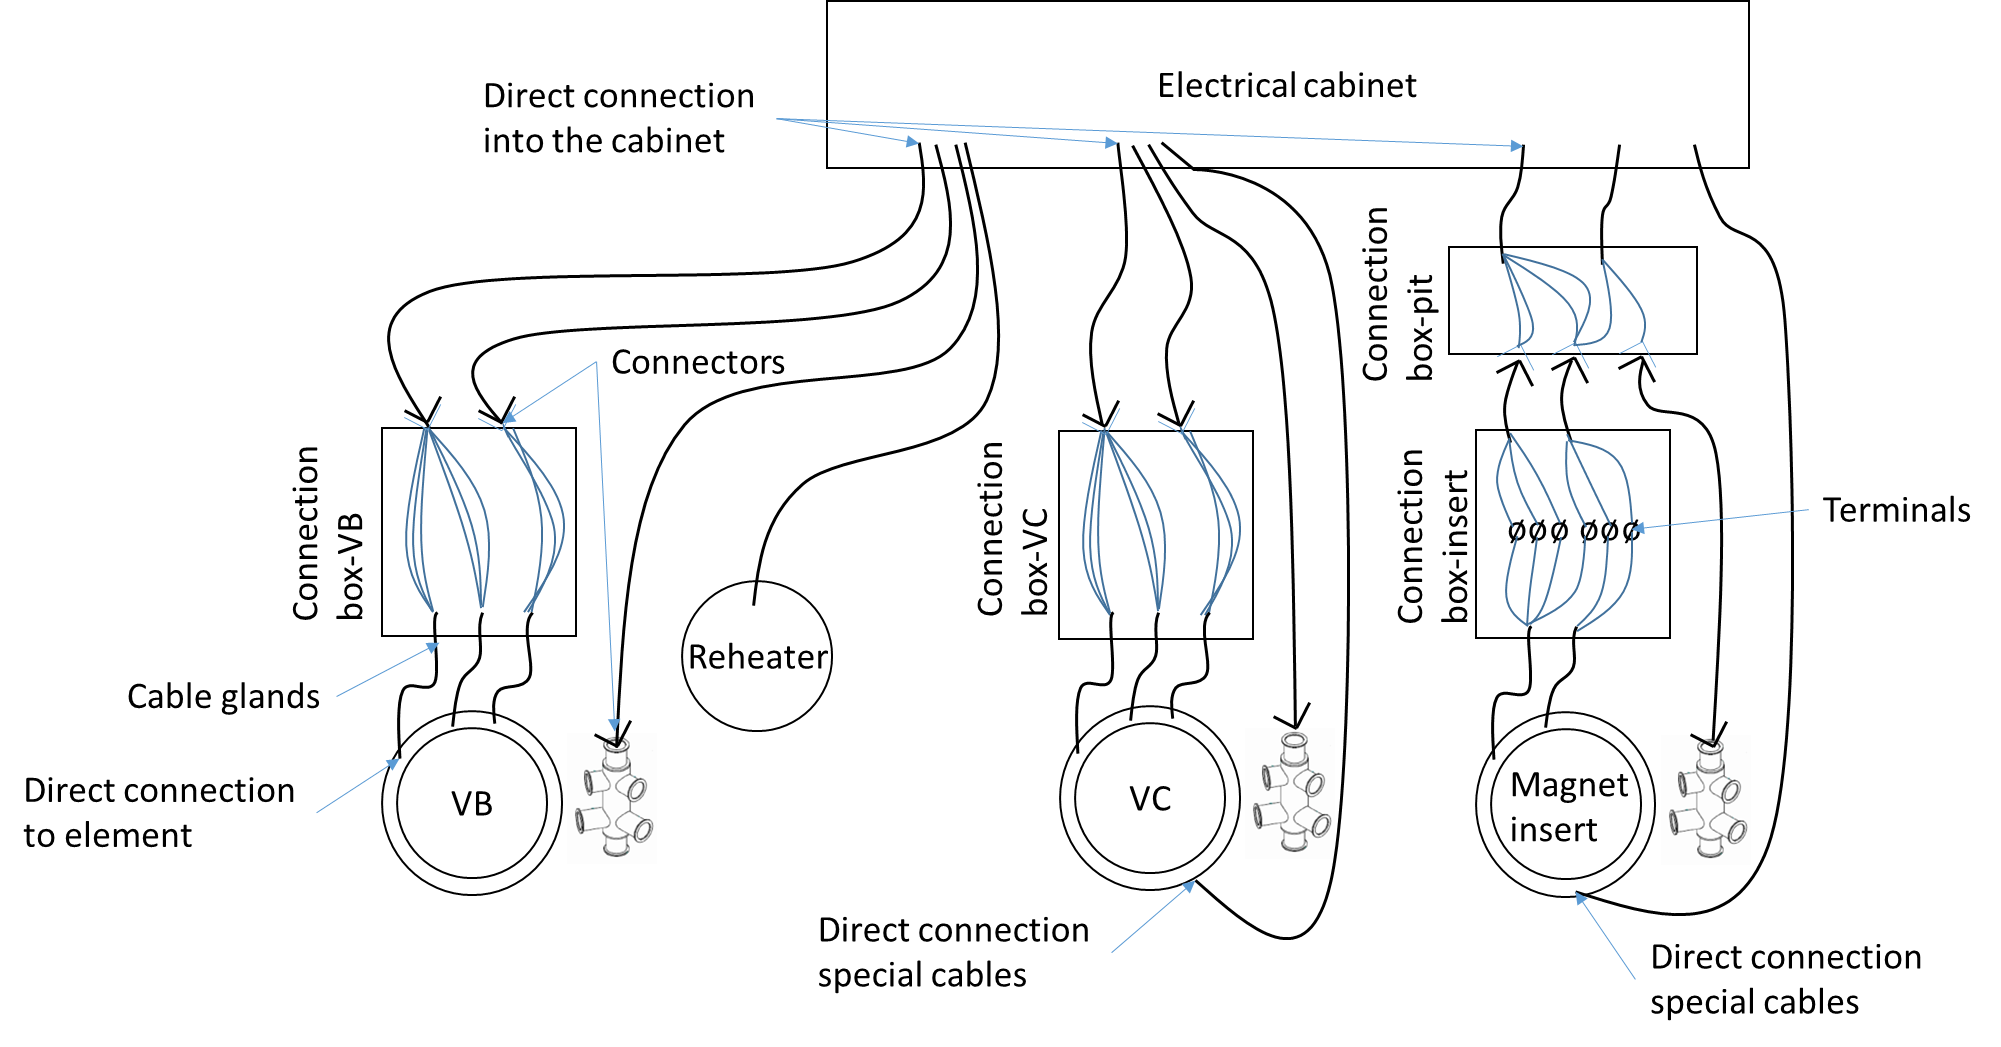 Electrical cabinet
Direct connection
into the cabinet
Connection
box-pit
Connectors
Connection
box-VB
Connection
box-VC
Connection
box-insert
øøø øøø
Terminals
Reheater
Cable glands
Direct connection
to element
VB
VC
Magnet
insert
Direct connection
special cables
Direct connection
special cables